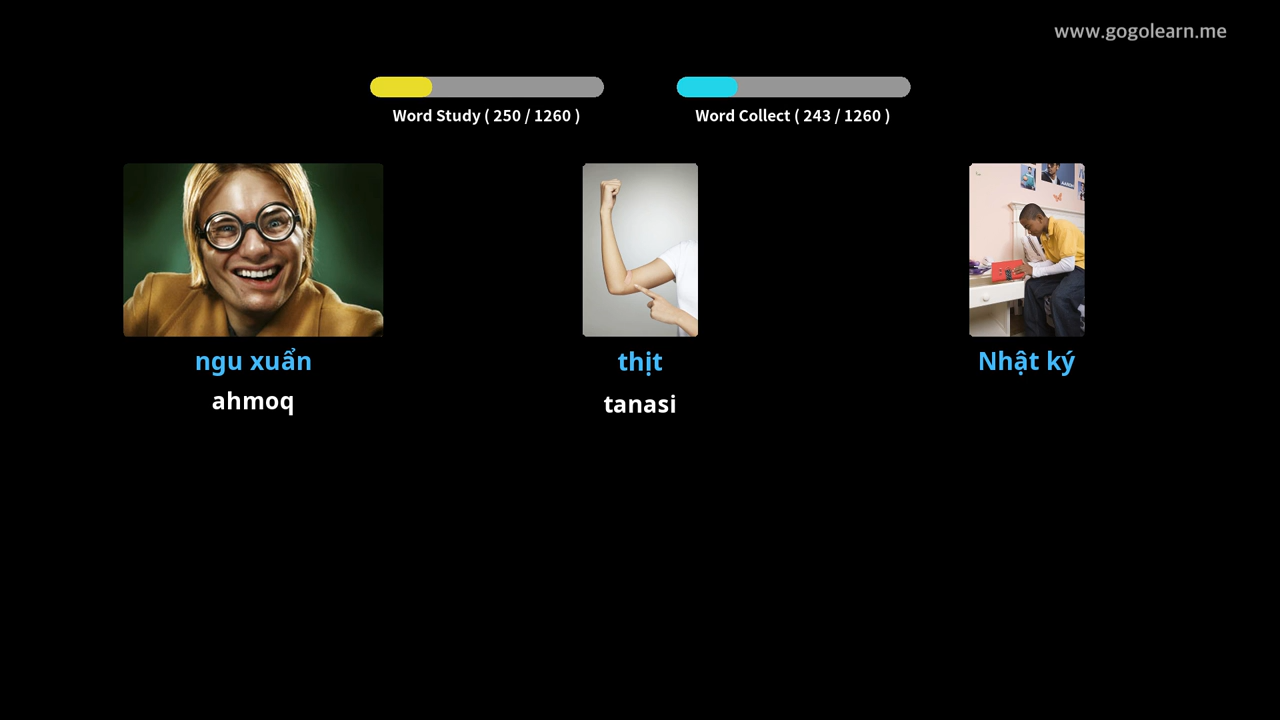 www.gogolearn.me
Word Study ( 250 / 1260 )
Word Collect ( 243 / 1260 )
ngu xuẩn
thịt
Nhật ký
ahmoq
tanasi